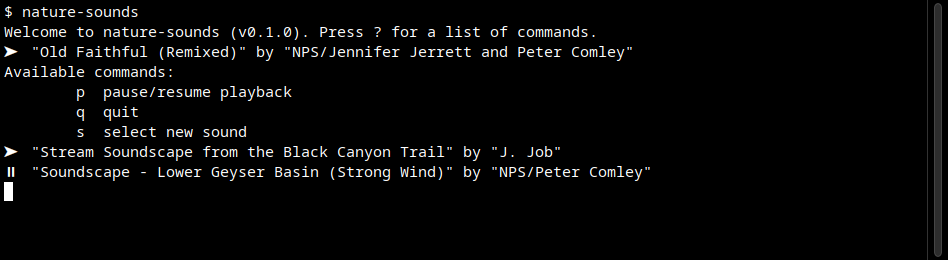 $ nature-sounds
Welcome to nature-sounds (v0.1.0). Press ? for a list of commands.
➤ "Old Faithful (Remixed)" by "NPS/Jennifer Jerrett and Peter Comley"
Available commands:
        p  pause/resume playback
        q  quit
        s  select new sound
➤ "Stream Soundscape from the Black Canyon Trail" by "J. Job"
⏸ "Soundscape - Lower Geyser Basin (Strong Wind)" by "NPS/Peter Comley"